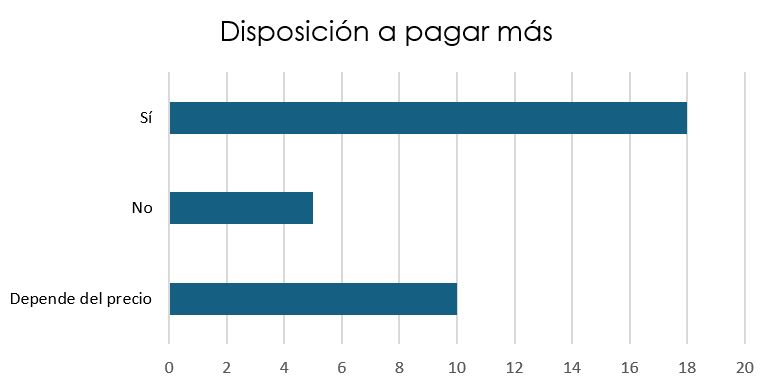 Disposición a pagar más
Sí
No
Depende del precio
0 2 4 6 8 10 12 14 16 18 20